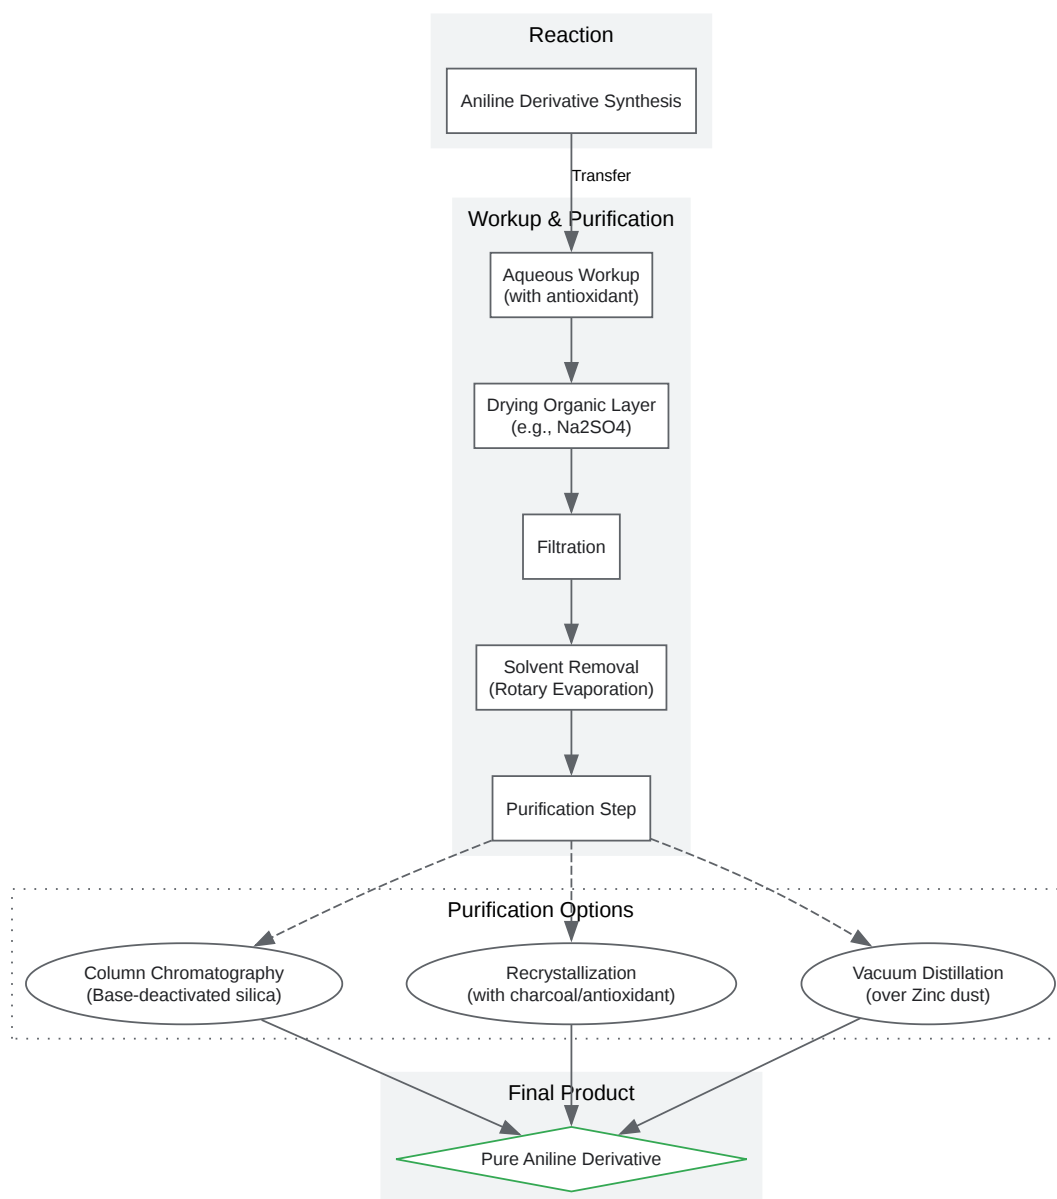 Reaction
Aniline Derivative Synthesis
Transfer
Workup & Purification
Aqueous Workup
(with antioxidant)
Drying Organic Layer
(e.g., Na2SO4)
Filtration
Solvent Removal
(Rotary Evaporation)
Purification Step
Purification Options
Column Chromatography
(Base-deactivated silica)
Recrystallization
(with charcoal/antioxidant)
Vacuum Distillation
(over Zinc dust)
Final Product
Pure Aniline Derivative